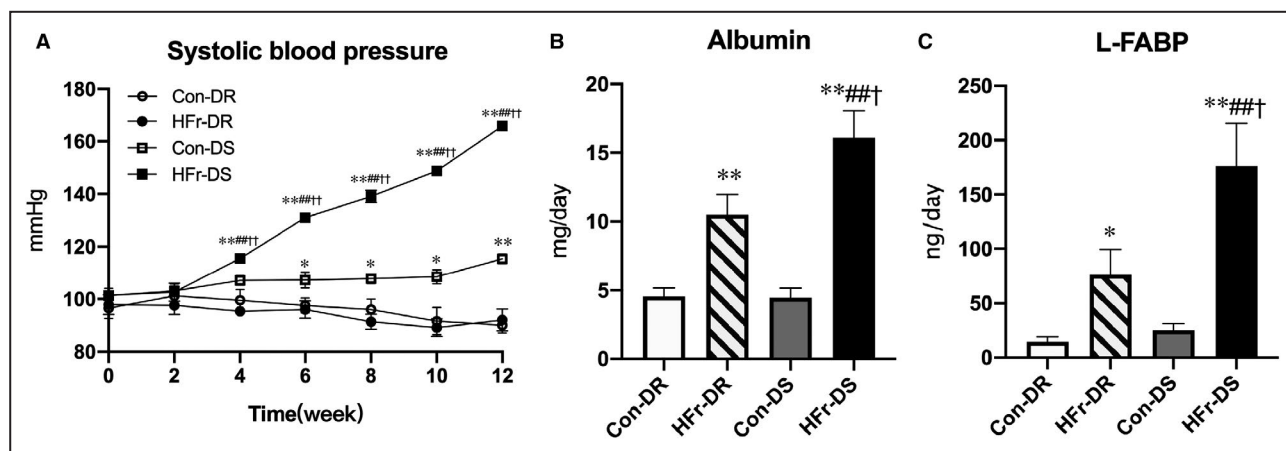 A
Systolic blood pressure
mmHg
180
160
140
120
100
80
Con-DR
HFr-DR
Con-DS
HFr-DS
**##††
**##††
**##††
**##††
**##††
*
*
*
**
0 2 4 6 8 10 12
Time(week)
B
Albumin
mg/day
20
15
10
5
0
**
**##†
Con-DR
HFr-DR
Con-DS
HFr-DS
C
L-FABP
ng/day
250
200
150
100
50
0
*
**##†
Con-DR
HFr-DR
Con-DS
HFr-DS